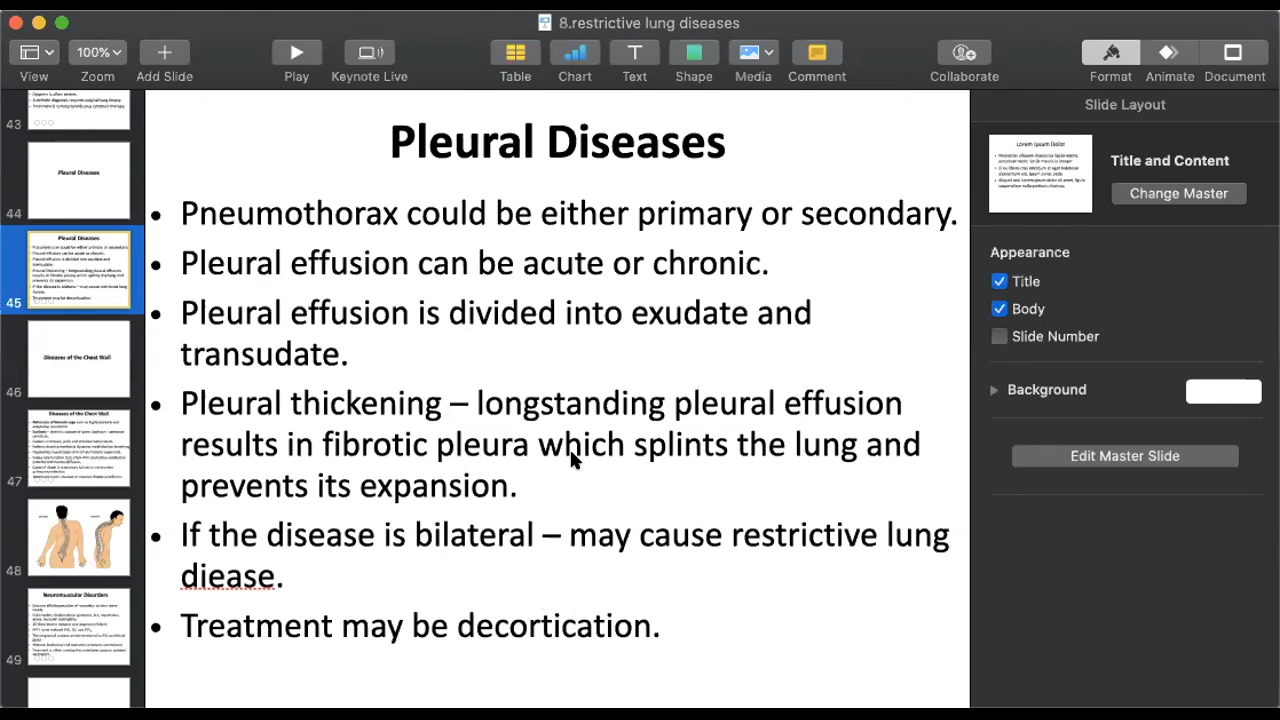 8.restrictive lung diseases
100%
View
Zoom
Add Slide
Play
Keynote Live
Table
Chart
Text
Shape
Media
Comment
Collaborate
Format
Animate
Document
43
Pleural Diseases
44
Pleural Diseases
45
Diseases of the Chest Wall
46
Diseases of the Chest Wall
47
48
Neuromuscular Disorders
49
Pleural Diseases
• Pneumothorax could be either primary or secondary.
• Pleural effusion can be acute or chronic.
• Pleural effusion is divided into exudate and
transudate.
• Pleural thickening – longstanding pleural effusion
results in fibrotic pleura which splints the lung and
prevents its expansion.
• If the disease is bilateral – may cause restrictive lung
diease.
• Treatment may be decortication.
Slide Layout
Lorem Ipsum Dolor
Title and Content
Change Master
Appearance
Title
Body
Slide Number
Background
Edit Master Slide